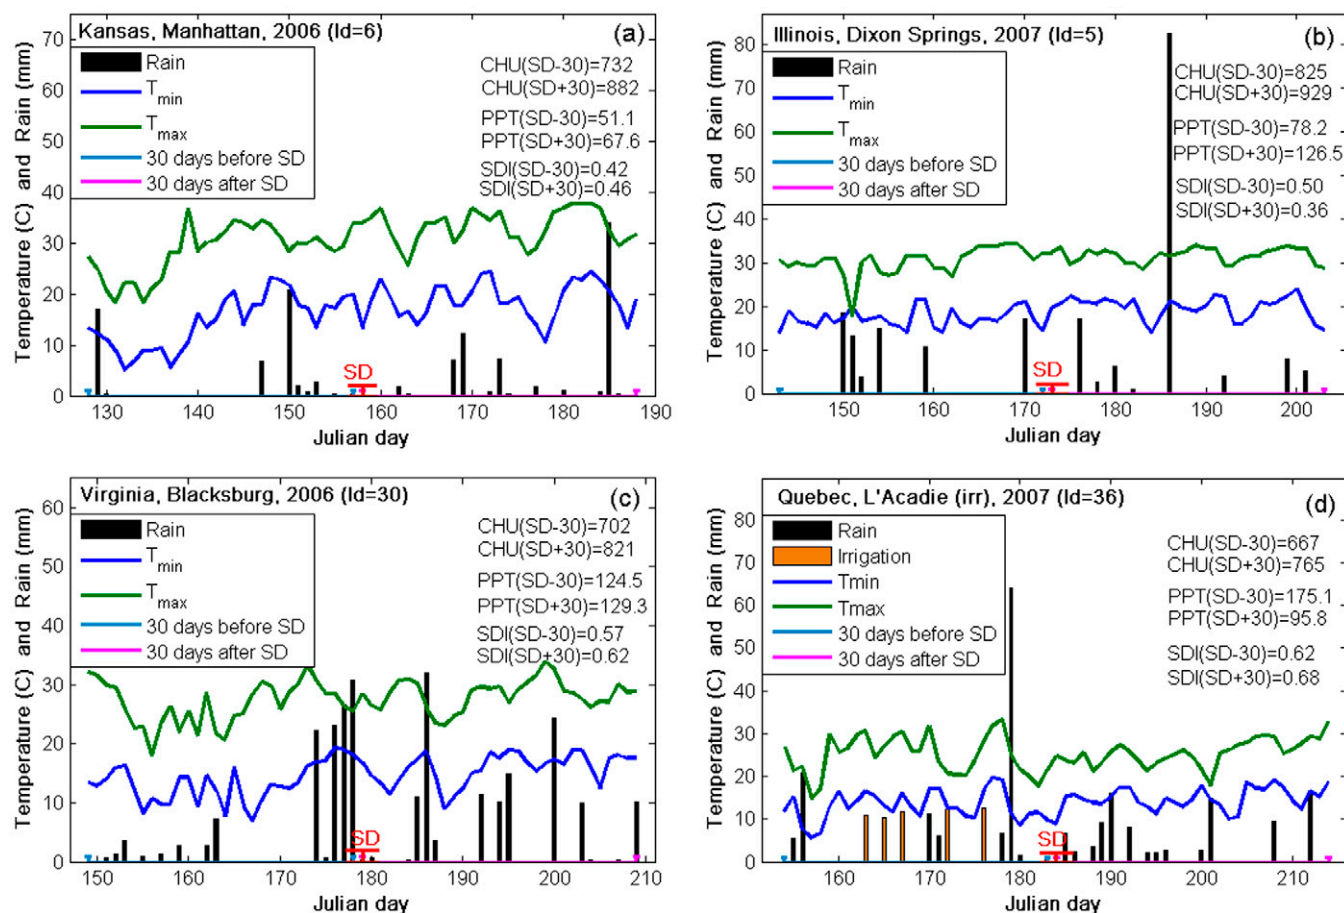 Kansas, Manhattan, 2006 (Id=6)
(a)
Rain
T_min
T_max
30 days before SD
30 days after SD
CHU(SD-30)=732
CHU(SD+30)=882
PPT(SD-30)=51.1
PPT(SD+30)=67.6
SDI(SD-30)=0.42
SDI(SD+30)=0.46
Temperature (C) and Rain (mm)
70
60
50
40
30
20
10
0
SD
130 140 150 160 170 180 190
Julian day
Illinois, Dixon Springs, 2007 (Id=5)
(b)
Rain
T_min
T_max
30 days before SD
30 days after SD
CHU(SD-30)=825
CHU(SD+30)=929
PPT(SD-30)=78.2
PPT(SD+30)=126.5
SDI(SD-30)=0.50
SDI(SD+30)=0.36
Temperature (C) and Rain (mm)
80
70
60
50
40
30
20
10
0
SD
150 160 170 180 190 200
Julian day
Virginia, Blacksburg, 2006 (Id=30)
(c)
Rain
T_min
T_max
30 days before SD
30 days after SD
CHU(SD-30)=702
CHU(SD+30)=821
PPT(SD-30)=124.5
PPT(SD+30)=129.3
SDI(SD-30)=0.57
SDI(SD+30)=0.62
Temperature (C) and Rain (mm)
60
50
40
30
20
10
0
SD
150 160 170 180 190 200 210
Julian day
Quebec, L'Acadie (irr), 2007 (Id=36)
(d)
Rain
Irrigation
Tmin
Tmax
30 days before SD
30 days after SD
CHU(SD-30)=667
CHU(SD+30)=765
PPT(SD-30)=175.1
PPT(SD+30)=95.8
SDI(SD-30)=0.62
SDI(SD+30)=0.68
Temperature (C) and Rain (mm)
80
70
60
50
40
30
20
10
0
SD
160 170 180 190 200 210
Julian day